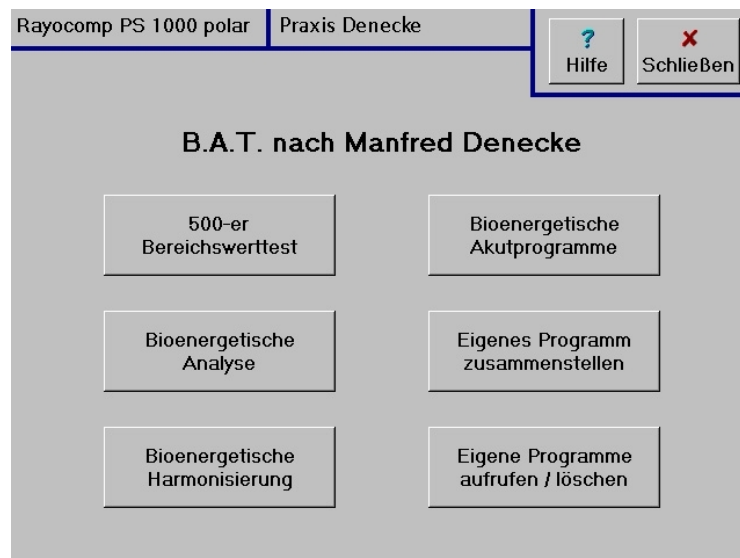 Rayocomp PS 1000 polar
Praxis Denecke
?
Hilfe
Schließen
B.A.T. nach Manfred Denecke
500-er
Bereichswerttest
Bioenergetische
Akutprogramme
Bioenergetische
Analyse
Eigenes Programm
zusammenstellen
Bioenergetische
Harmonisierung
Eigene Programme
aufrufen / löschen